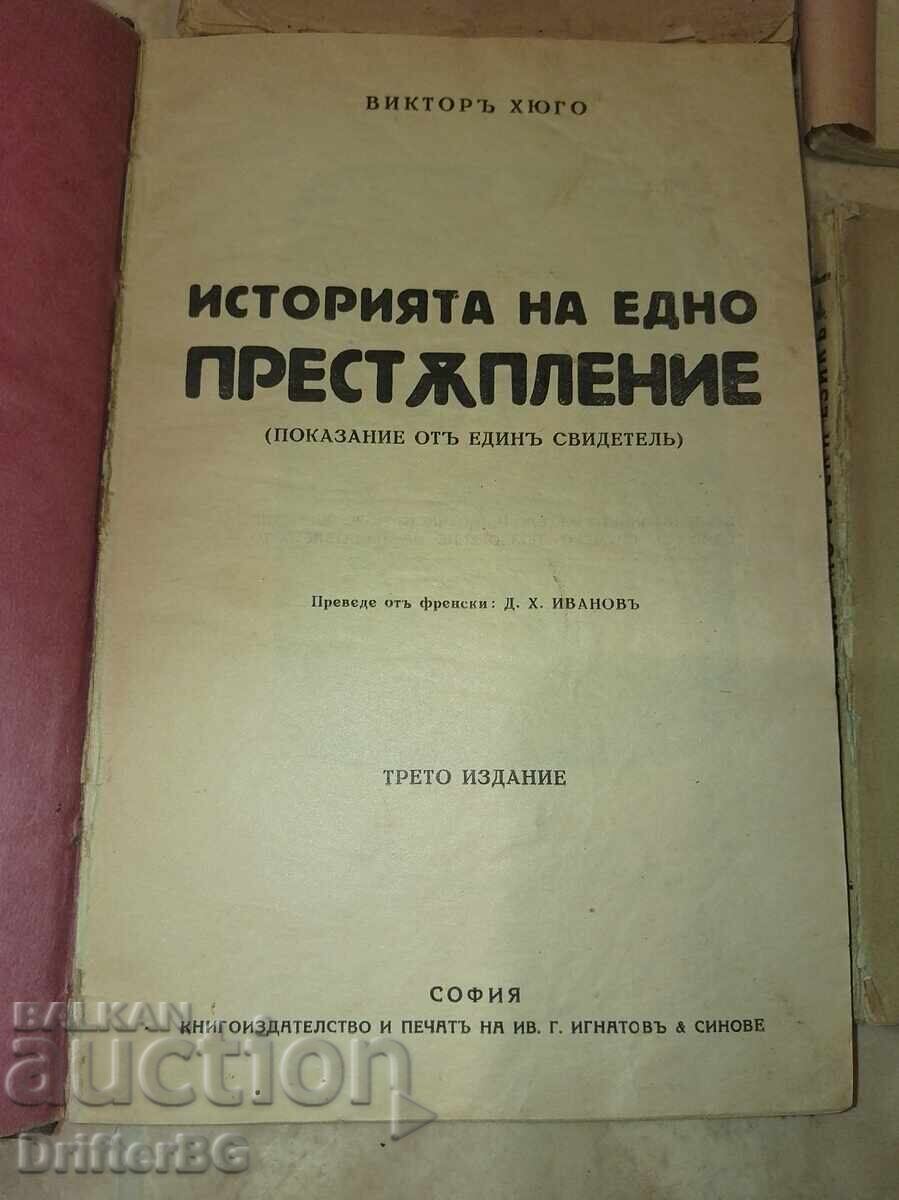 ВИКТОРЪ ХЮГО
ИСТОРИЯТА НА ЕДНО
ПРЕСТѪПЛЕНИЕ
(ПОКАЗАНИЕ ОТЪ ЕДИНЪ СВИДЕТЕЛЬ)
Преведе отъ френски: Д. Х. ИВАНОВЪ
ТРЕТО ИЗДАНИЕ
СОФИЯ
КНИГОИЗДАТЕЛСТВО И ПЕЧАТЪ НА ИВ. Г. ИГНАТОВЪ & СИНОВЕ
BALKAN
auction
DrifterBG